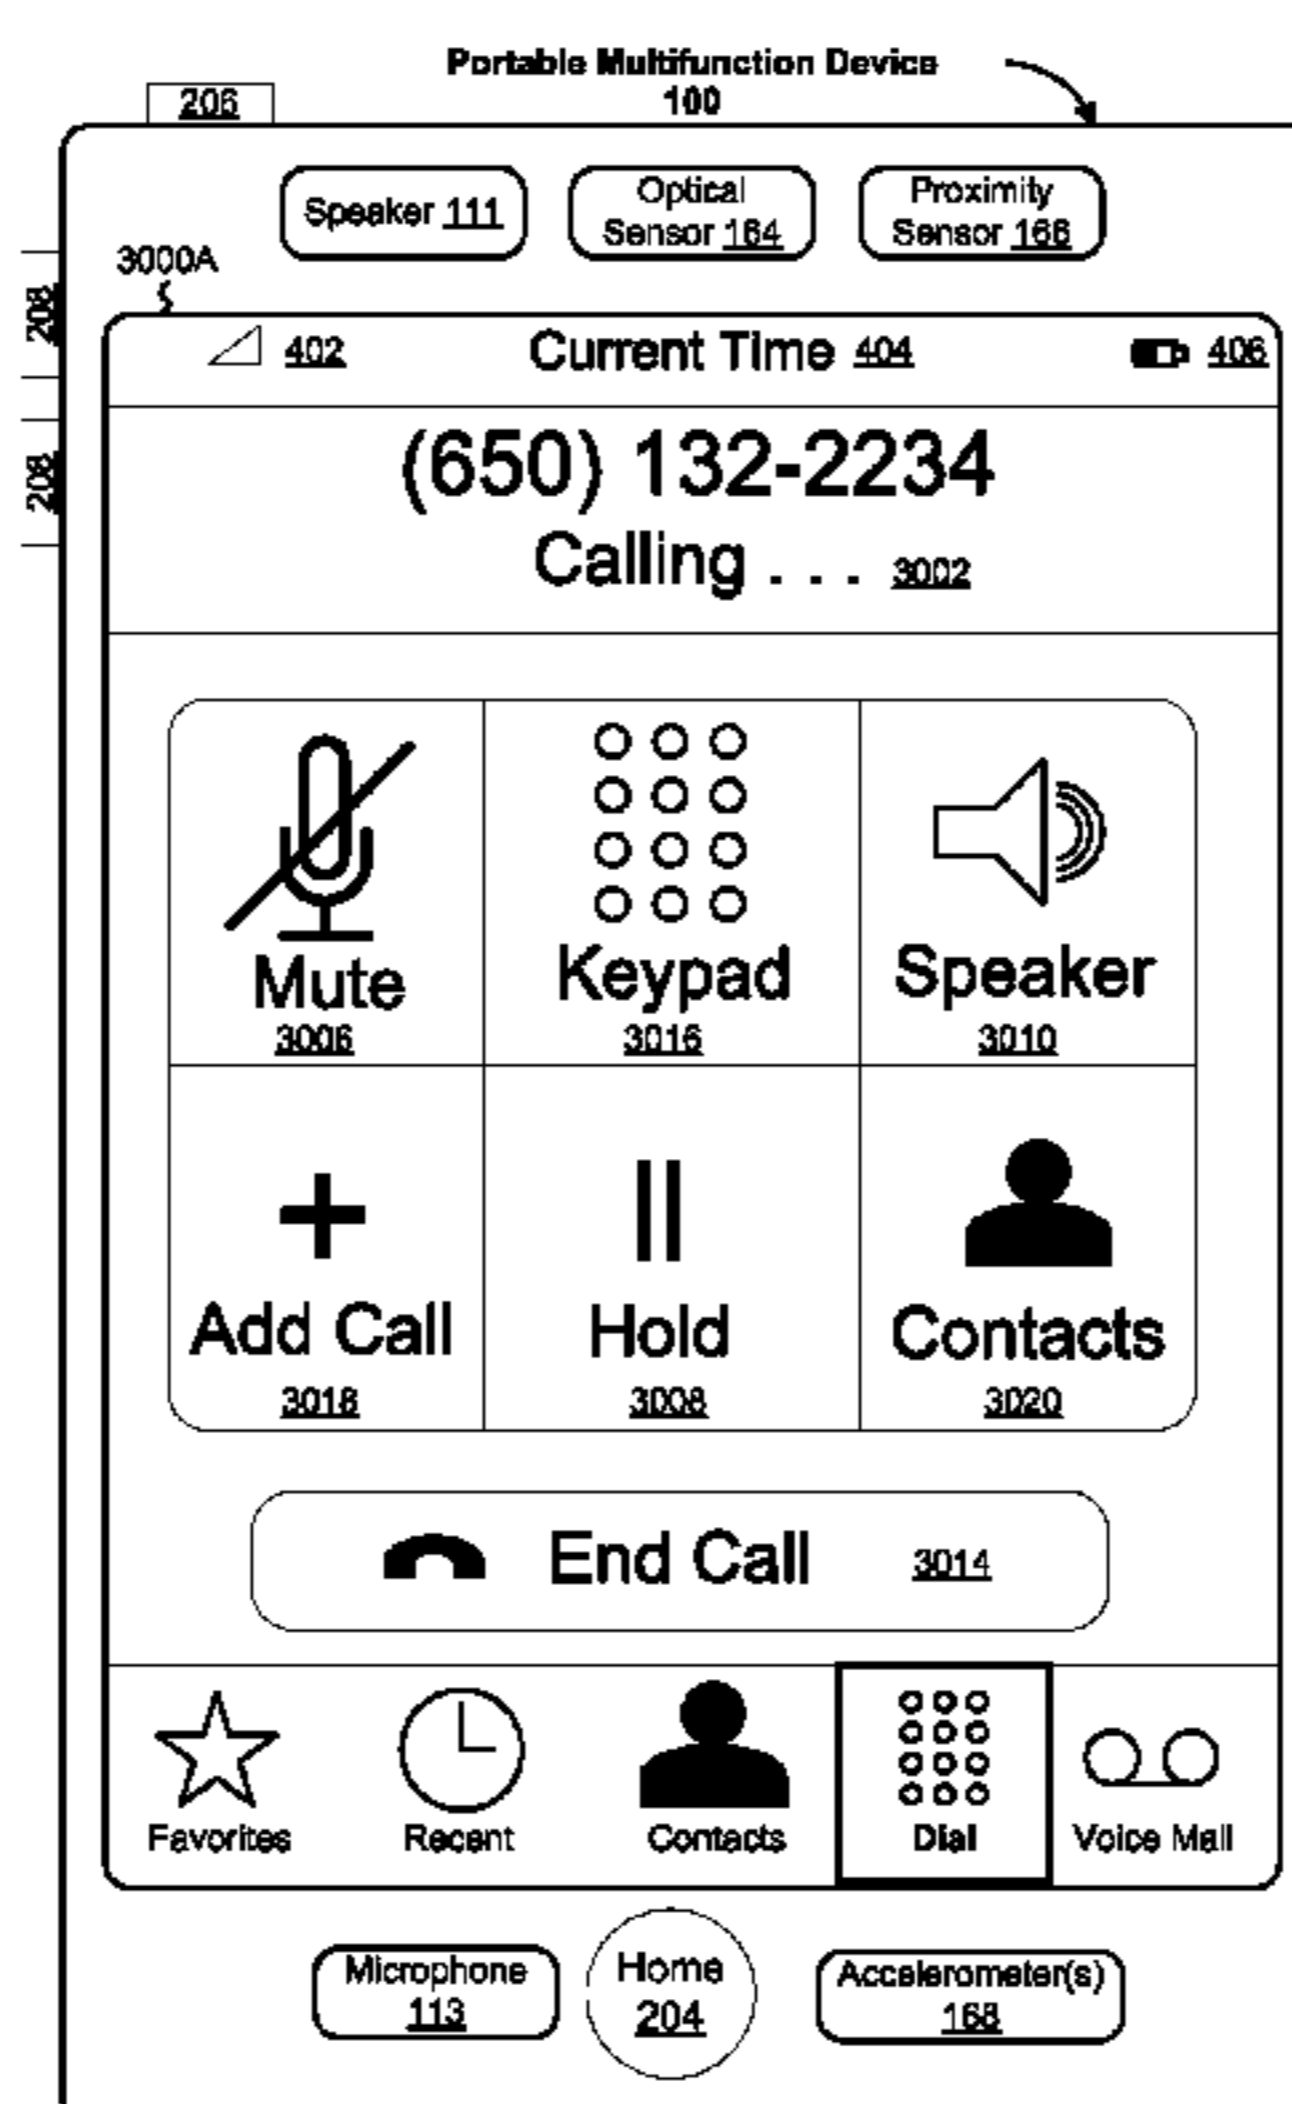 Portable Multifunction Device
100
206
Speaker 111
Optical
Sensor 164
Proximity
Sensor 166
3000A
208
208
402
Current Time 404
406
(650) 132-2234
Calling . . . 3002
Mute
3006
Keypad
3016
Speaker
3010
Add Call
3018
Hold
3008
Contacts
3020
End Call 3014
Favorites
Recent
Contacts
Dial
Voice Mail
Microphone
113
Home
204
Accelerometer(s)
168